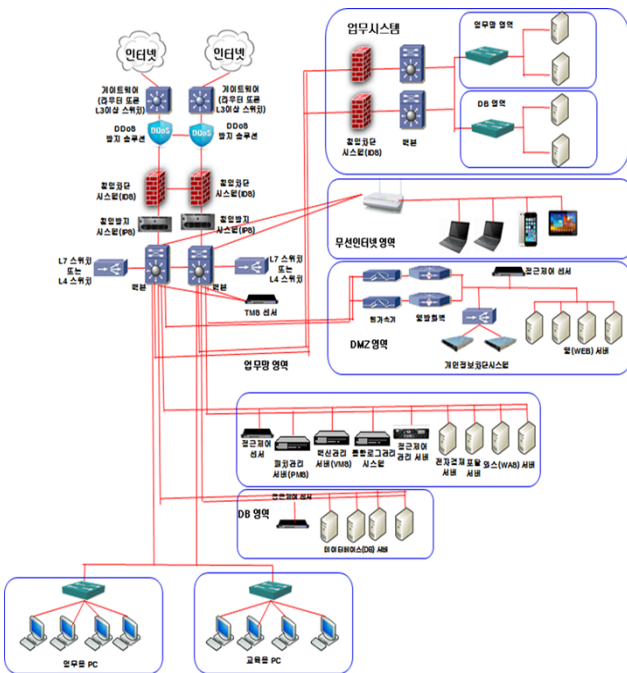 인터넷
인터넷
업무시스템
업무망 영역
게이트웨어
(라우터 또는
L3이상 스위치)
게이트웨어
(라우터 또는
L3이상 스위치)
DDoS
방지 솔루션
DDoS
DDoS
DDoS
방지 솔루션
DB 영역
침입차단
시스템(IDS)
백본
침입차단
시스템(IDS)
침입차단
시스템(IDS)
침입방지
시스템(IPS)
침입방지
시스템(IPS)
무선인터넷 영역
L7 스위치
또는
L4 스위치
백본
백본
L7 스위치
또는
L4 스위치
TMS 센서
접근제어 센서
웹가속기
웹방화벽
DMZ 영역
개인정보차단시스템
웹(WEB) 서버
업무망 영역
접근제어
센서
패치관리
서버(PMS)
백신관리
서버(VMS)
통합로그관리
시스템
접근제어
관리 서버
전자결재
서버
포탈
서버
와스(WAS) 서버
접근제어 센서
DB 영역
데이터베이스(DB) 서버
업무용 PC
교육용 PC